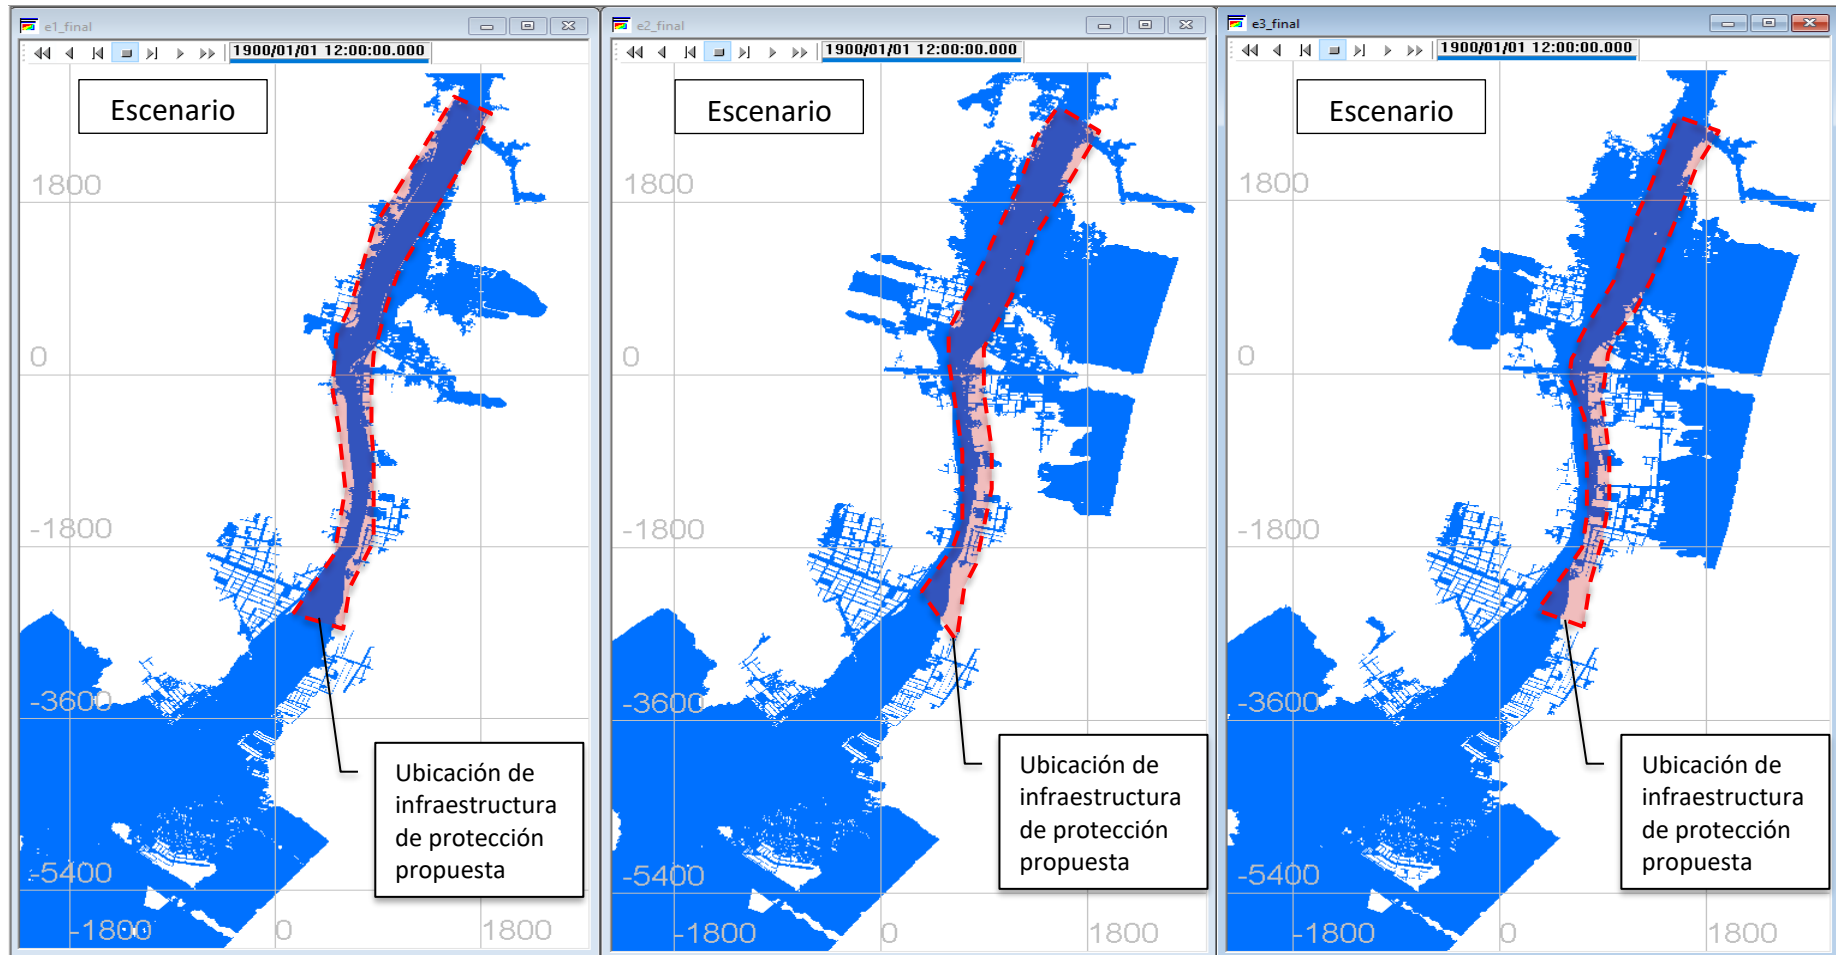 e1_final
1900/01/01 12:00:00.000
Escenario
1800
0
-1800
-3600
-5400
-1800
0
1800
Ubicación de
infraestructura
de protección
propuesta
e2_final
1900/01/01 12:00:00.000
Escenario
1800
0
-1800
-3600
-5400
-1800
0
1800
Ubicación de
infraestructura
de protección
propuesta
e3_final
1900/01/01 12:00:00.000
Escenario
1800
0
-1800
-3600
-5400
-1800
0
1800
Ubicación de
infraestructura
de protección
propuesta